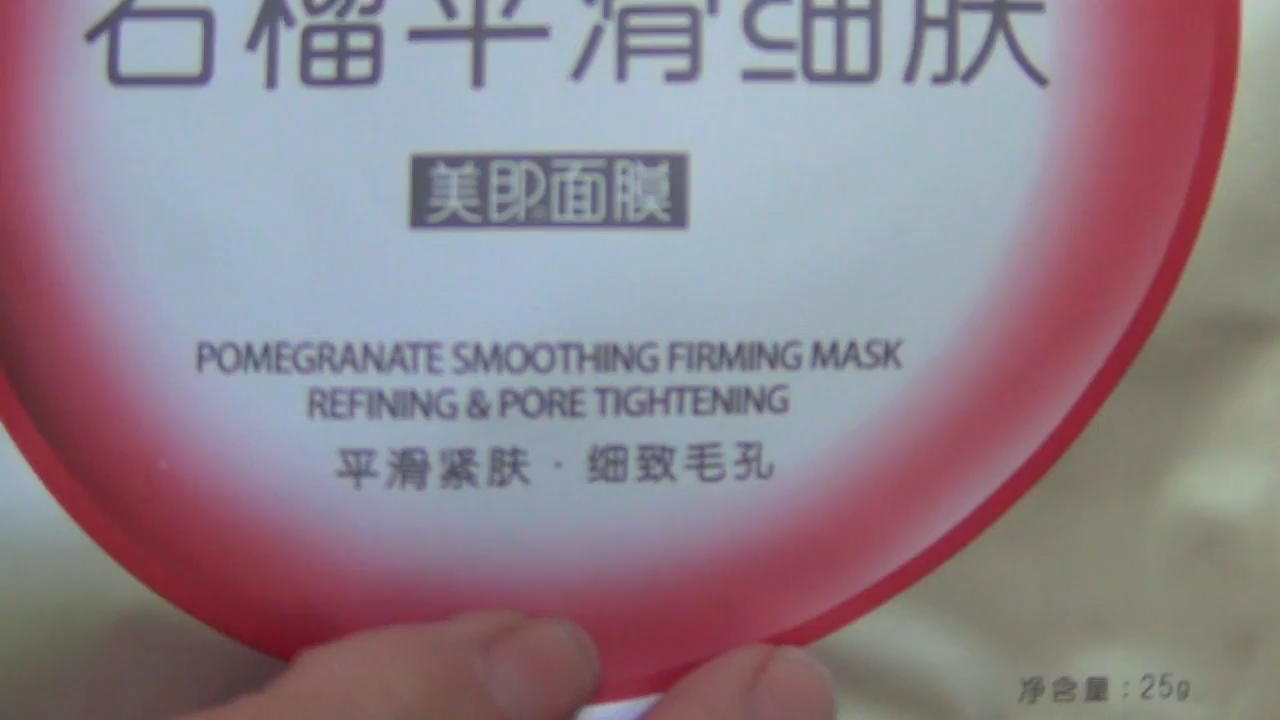 石榴平滑细肤
美即面膜
POMEGRANATE SMOOTHING FIRMING MASK
REFINING & PORE TIGHTENING
平滑紧肤·细致毛孔
净含量:25g